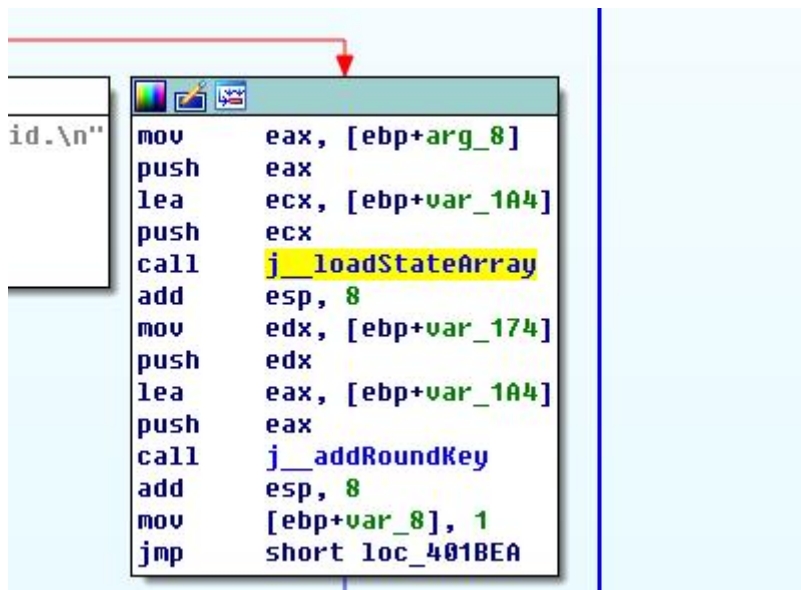 id.\n"
mov eax, [ebp+arg_8]
push eax
lea ecx, [ebp+var_1A4]
push ecx
call j__loadStateArray
add esp, 8
mov edx, [ebp+var_174]
push edx
lea eax, [ebp+var_1A4]
push eax
call j__addRoundKey
add esp, 8
mov [ebp+var_8], 1
jmp short loc_401BEA